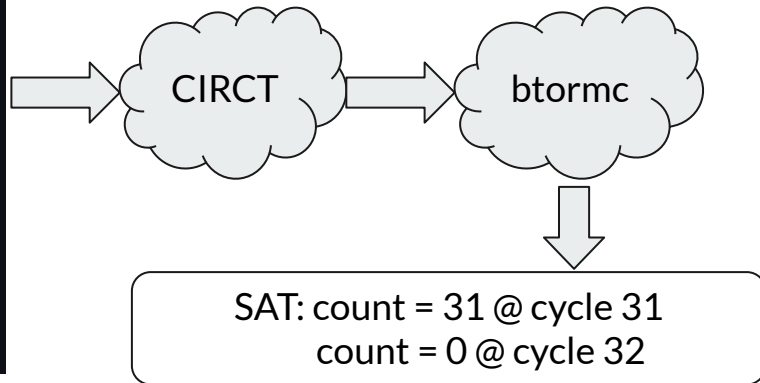 CIRCT
btormc
SAT: count = 31 @ cycle 31
count = 0 @ cycle 32